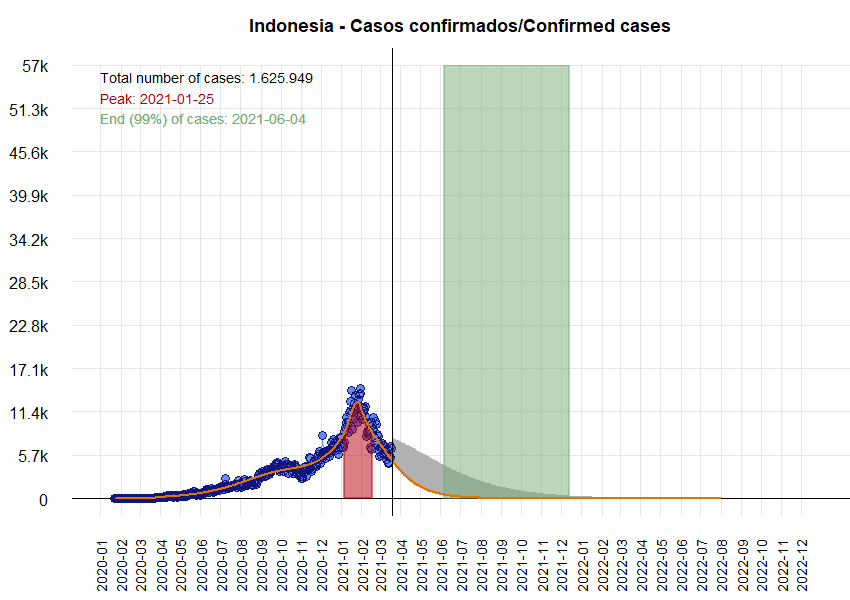 Indonesia - Casos confirmados/Confirmed cases
57k
Total number of cases: 1.625.949
Peak: 2021-01-25
End (99%) of cases: 2021-06-04
51.3k
45.6k
39.9k
34.2k
28.5k
22.8k
17.1k
11.4k
5.7k
0
2020-01
2020-02
2020-03
2020-04
2020-05
2020-06
2020-07
2020-08
2020-09
2020-10
2020-11
2020-12
2021-01
2021-02
2021-03
2021-04
2021-05
2021-06
2021-07
2021-08
2021-09
2021-10
2021-11
2021-12
2022-01
2022-02
2022-03
2022-04
2022-05
2022-06
2022-07
2022-08
2022-09
2022-10
2022-11
2022-12